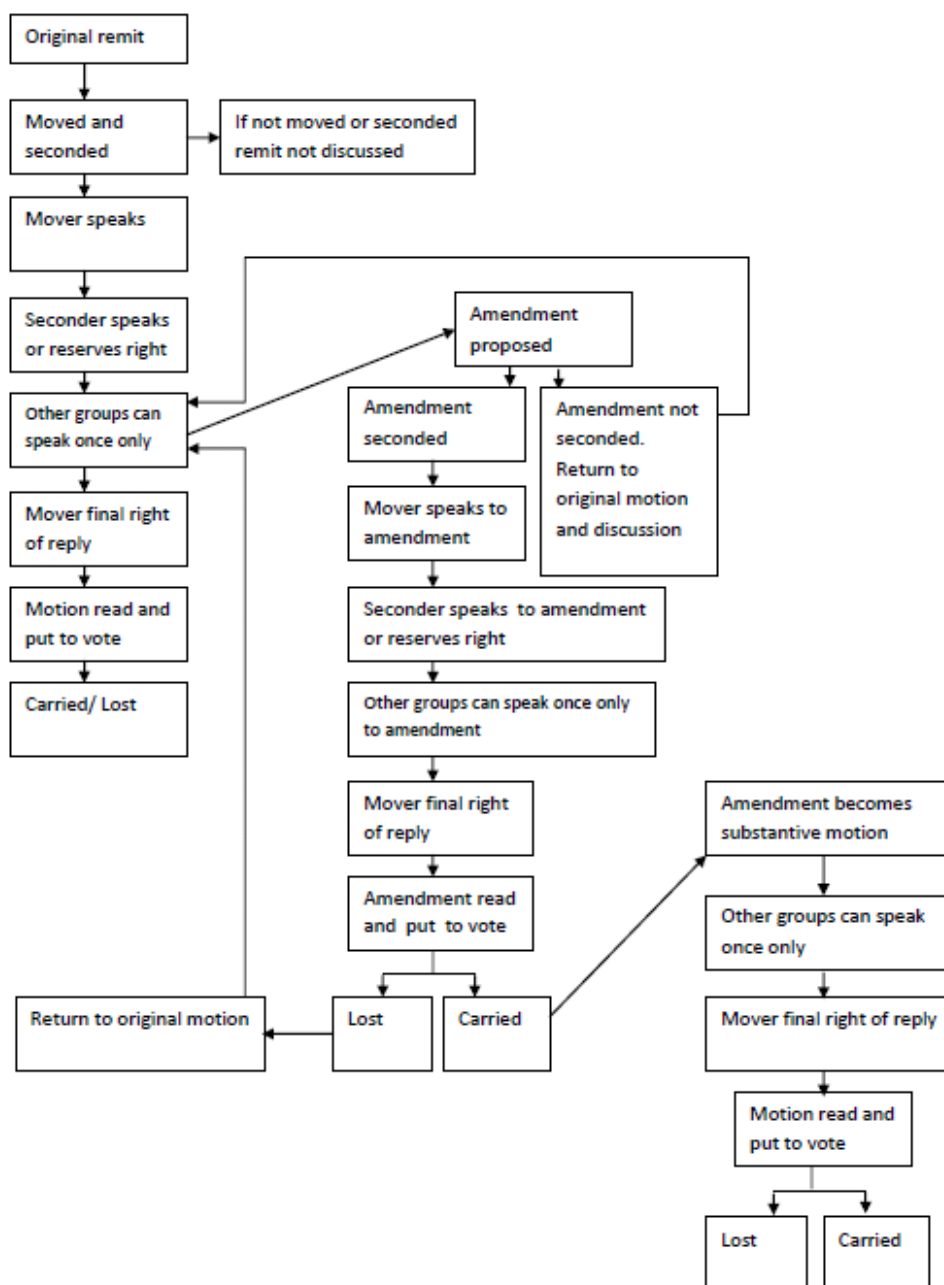 Original remit
Moved and
seconded
If not moved or seconded
remit not discussed
Mover speaks
Seconder speaks
or reserves right
Other groups can
speak once only
Mover final right
of reply
Motion read and
put to vote
Carried/ Lost
Amendment
proposed
Amendment
seconded
Amendment not
seconded.
Return to
original motion
and discussion
Mover speaks to
amendment
Seconder speaks to amendment
or reserves right
Other groups can speak once only
to amendment
Mover final right
of reply
Amendment read
and put to vote
Lost
Carried
Return to original motion
Amendment becomes
substantive motion
Other groups can speak
once only
Mover final right of reply
Motion read and
put to vote
Lost
Carried